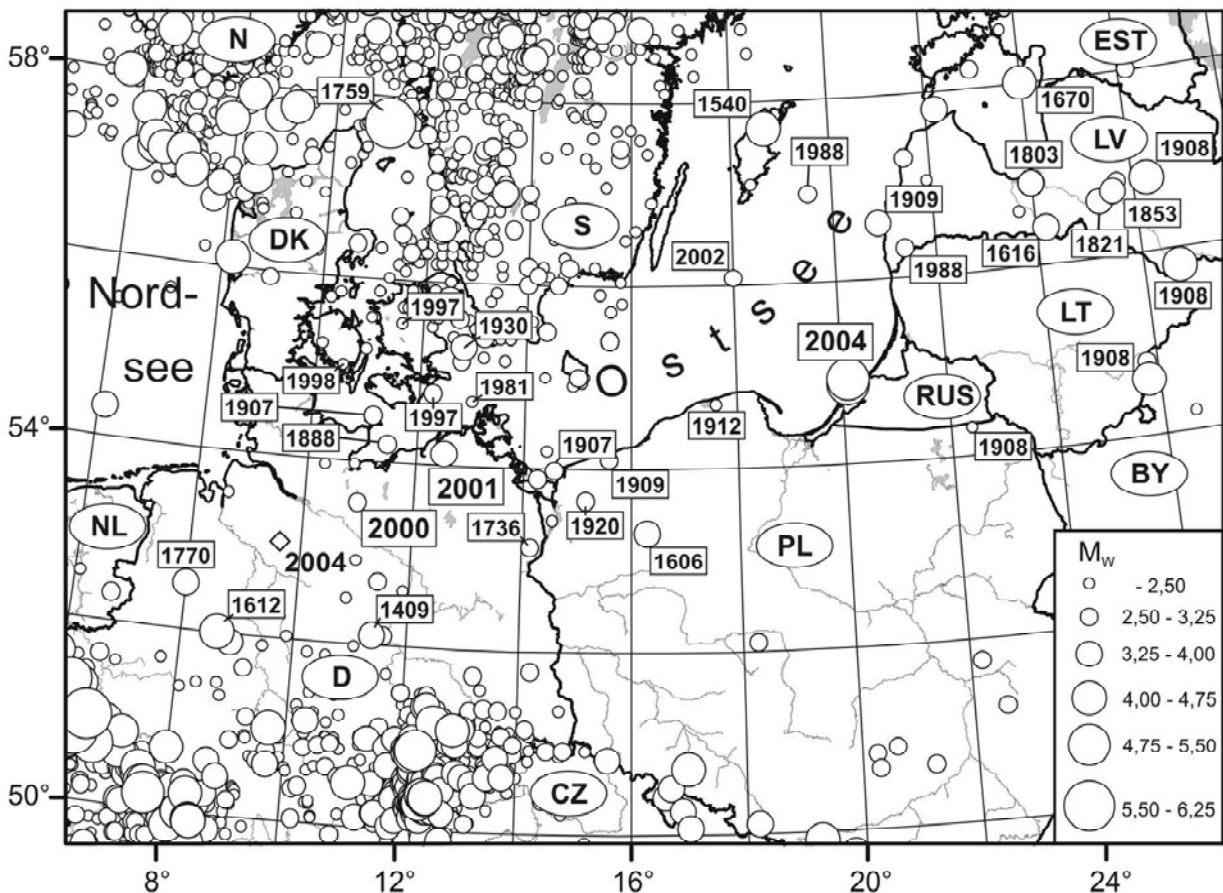 N
EST
58°
1759
1540
1670
LV
1908
1988
1803
1909
DK
S
1853
2002
1616
1821
1988
Nord-
see
1997
1930
LT
1908
2004
1908
Ostsee
1998
1981
RUS
1907
1997
54°
1888
1912
1908
1907
BY
2001
1909
NL
2000
1920
1736
PL
1770
2004
1606
1612
1409
D
CZ
50°
Mw
- 2,50
2,50 - 3,25
3,25 - 4,00
4,00 - 4,75
4,75 - 5,50
5,50 - 6,25
8°
12°
16°
20°
24°